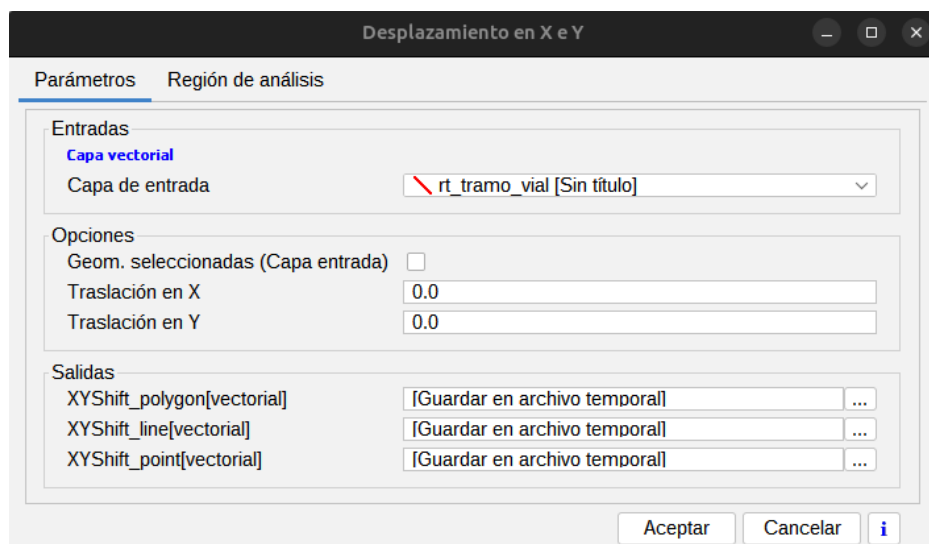 Desplazamiento en X e Y
Parámetros Región de análisis
Entradas
Capa vectorial
Capa de entrada rt_tramo_vial [Sin título]
Opciones
Geom. seleccionadas (Capa entrada)
Traslación en X 0.0
Traslación en Y 0.0
Salidas
XYShift_polygon[vectorial] [Guardar en archivo temporal] ...
XYShift_line[vectorial] [Guardar en archivo temporal] ...
XYShift_point[vectorial] [Guardar en archivo temporal] ...
Aceptar Cancelar i